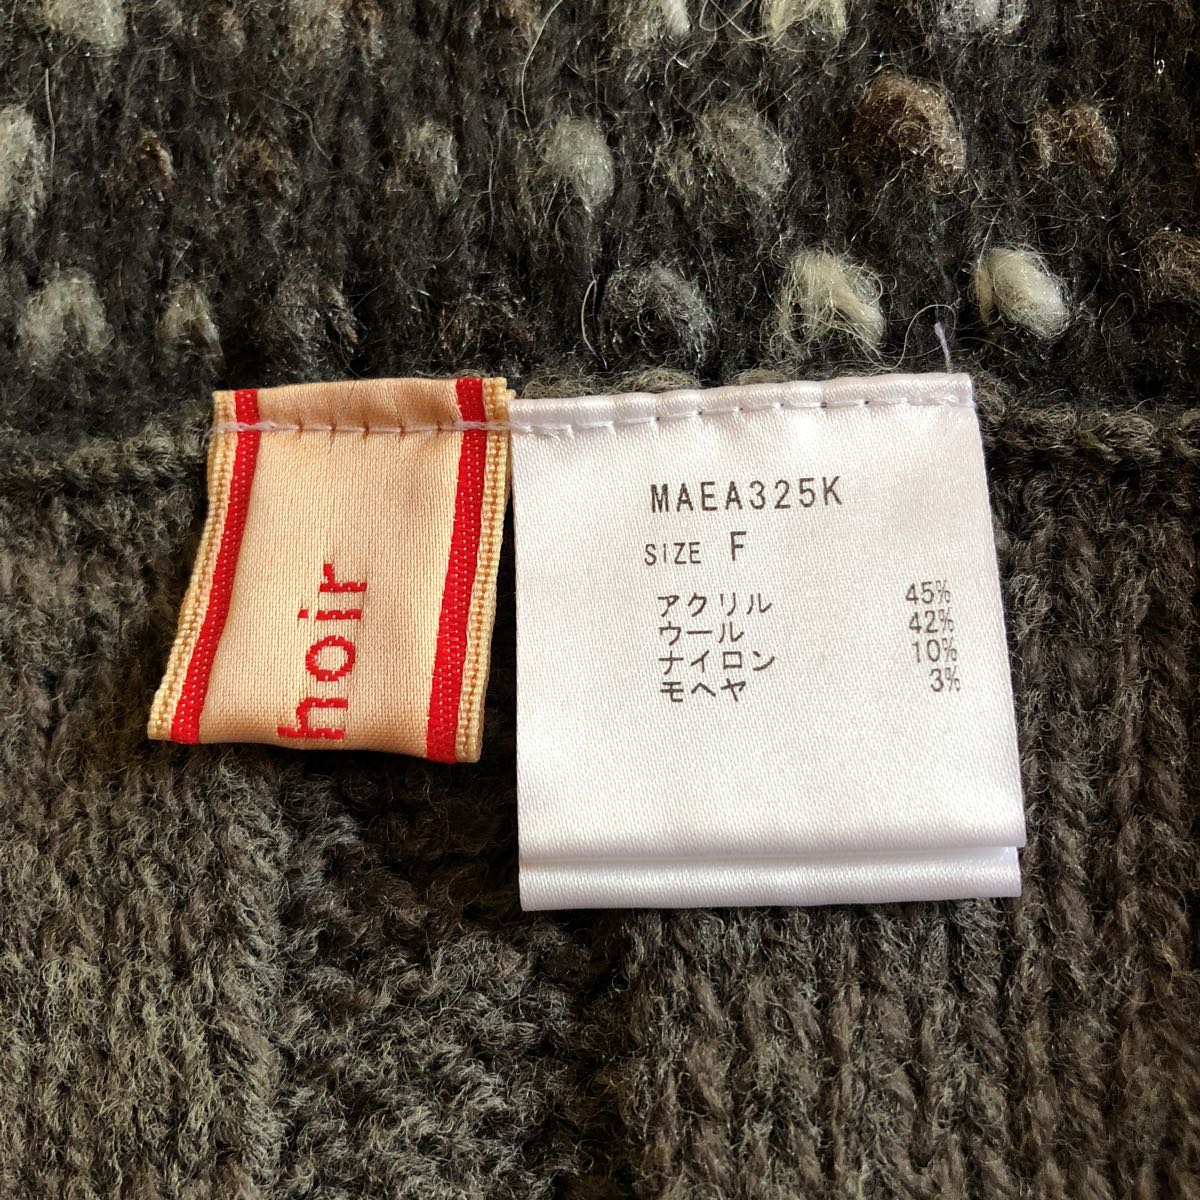 hoir
MAEA325K
SIZE F
アクリル 45%
ウール 42%
ナイロン 10%
モヘヤ 3%